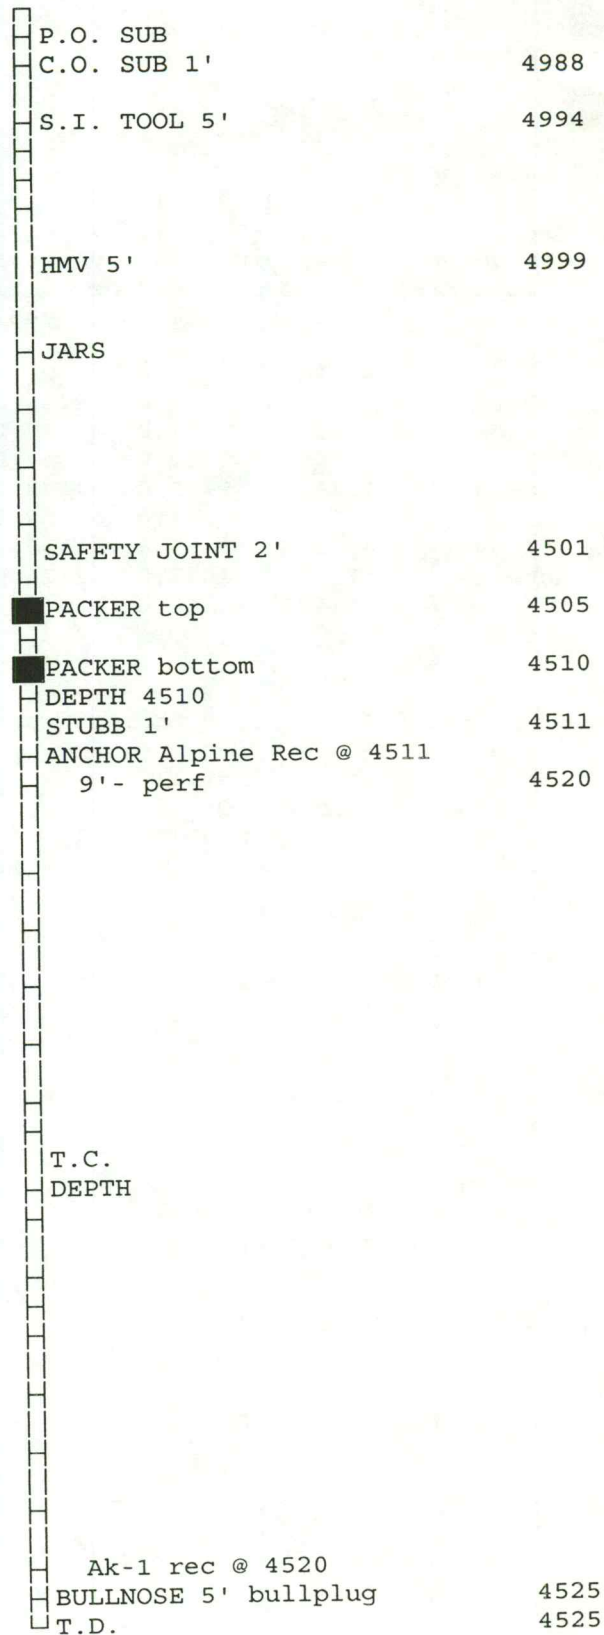 P.O. SUB
C.O. SUB 1' 4988
S.I. TOOL 5' 4994
HMV 5' 4999
JARS
SAFETY JOINT 2' 4501
PACKER top 4505
PACKER bottom 4510
DEPTH 4510
STUBB 1' 4511
ANCHOR Alpine Rec @ 4511
9'- perf 4520
T.C.
DEPTH
Ak-1 rec @ 4520
BULLNOSE 5' bullplug 4525
T.D. 4525